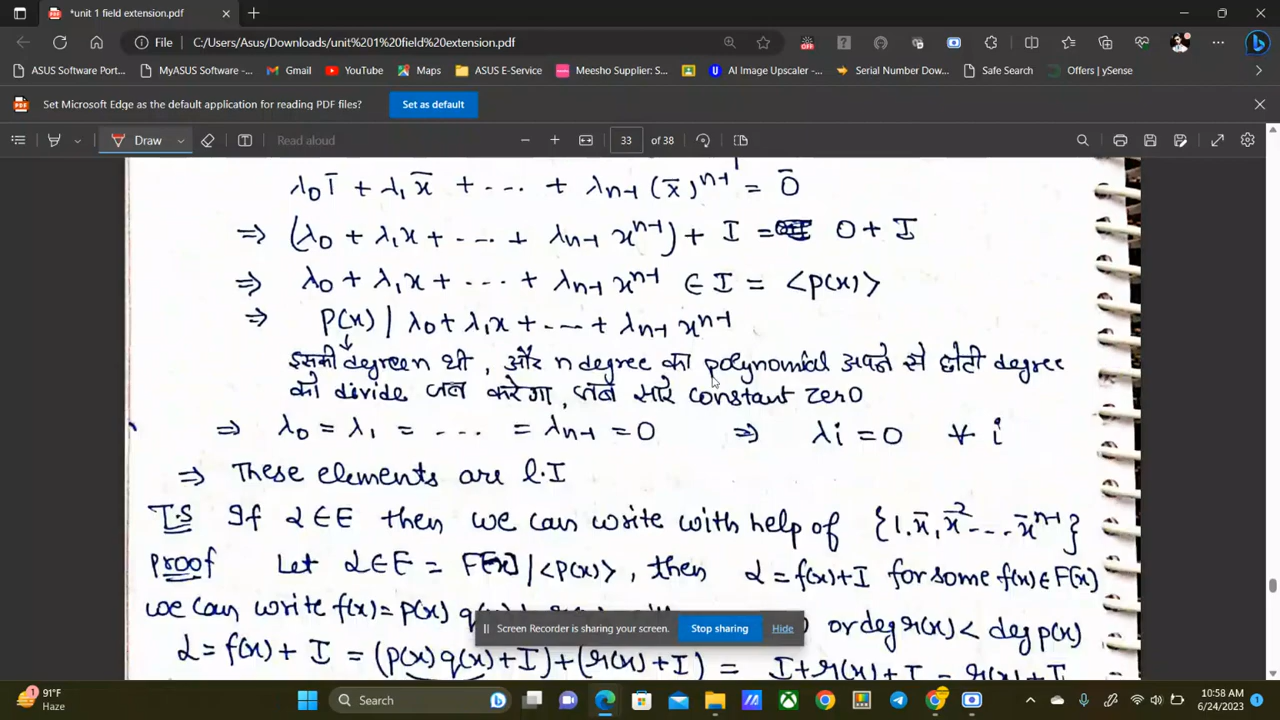 *unit 1 field extension.pdf
File C:/Users/Asus/Downloads/unit%201%20field%20extension.pdf
ASUS Software Port... MyASUS Software -... Gmail YouTube Maps ASUS E-Service Meesho Supplier: S... AI Image Upscaler -... Serial Number Dow... Safe Search Offers | ySense
Set Microsoft Edge as the default application for reading PDF files? Set as default
Draw Read aloud 33 of 38
λ0 1̄ + λ1 x̄ + ---- + λn-1 (x̄)^n-1 = 0̄
⇒ (λ0 + λ1x + ---- + λn-1 x^n-1) + I = 0 + I
⇒ λ0 + λ1x + ---- + λn-1 x^n-1 ∈ I = <p(x)>
⇒ P(x) | λ0 + λ1x + ---- + λn-1 x^n-1
इसकी degree n थी, और n degree का polynomial अपने से छोटी degree
को divide जब करेगा, जब सारे constant zero
⇒ λ0 = λ1 = ---- = λn-1 = 0 ⇒ λi = 0 ∀ i
⇒ These elements are l.I
T.S If α∈E then we can write with help of {1, x̄, x̄^2 ---- x̄^n-1}
Proof Let α∈E = F[x] | <p(x)>, then α = f(x)+I for some f(x)∈F(x)
we can write f(x) = p(x) or deg r(x) < deg p(x)
α = f(x) + I = (p(x) q(x) + I) + (r(x) + I) = I + r(x) + I = r(x) + I
Screen Recorder is sharing your screen. Stop sharing Hide
91°F
Haze
Search
10:58 AM
6/24/2023